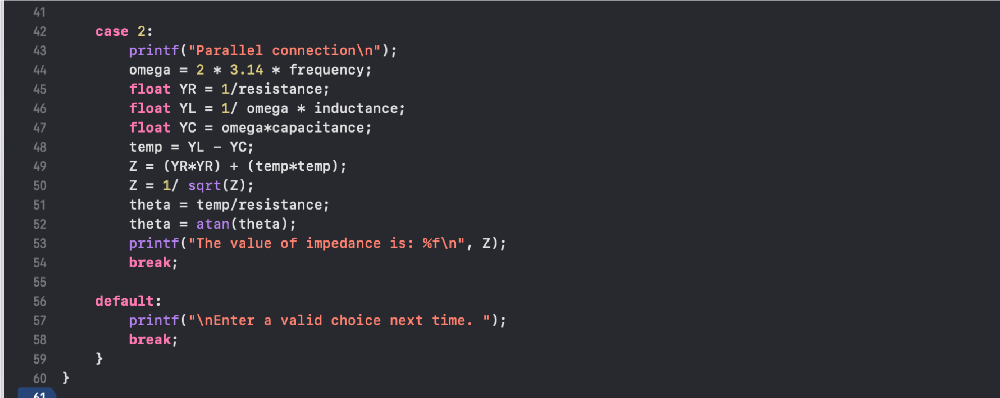 41
42 case 2:
43 printf("Parallel connection\n");
44 omega = 2 * 3.14 * frequency;
45 float YR = 1/resistance;
46 float YL = 1/ omega * inductance;
47 float YC = omega*capacitance;
48 temp = YL - YC;
49 Z = (YR*YR) + (temp*temp);
50 Z = 1/ sqrt(Z);
51 theta = temp/resistance;
52 theta = atan(theta);
53 printf("The value of impedance is: %f\n", Z);
54 break;
55
56 default:
57 printf("\nEnter a valid choice next time. ");
58 break;
59 }
60 }
61